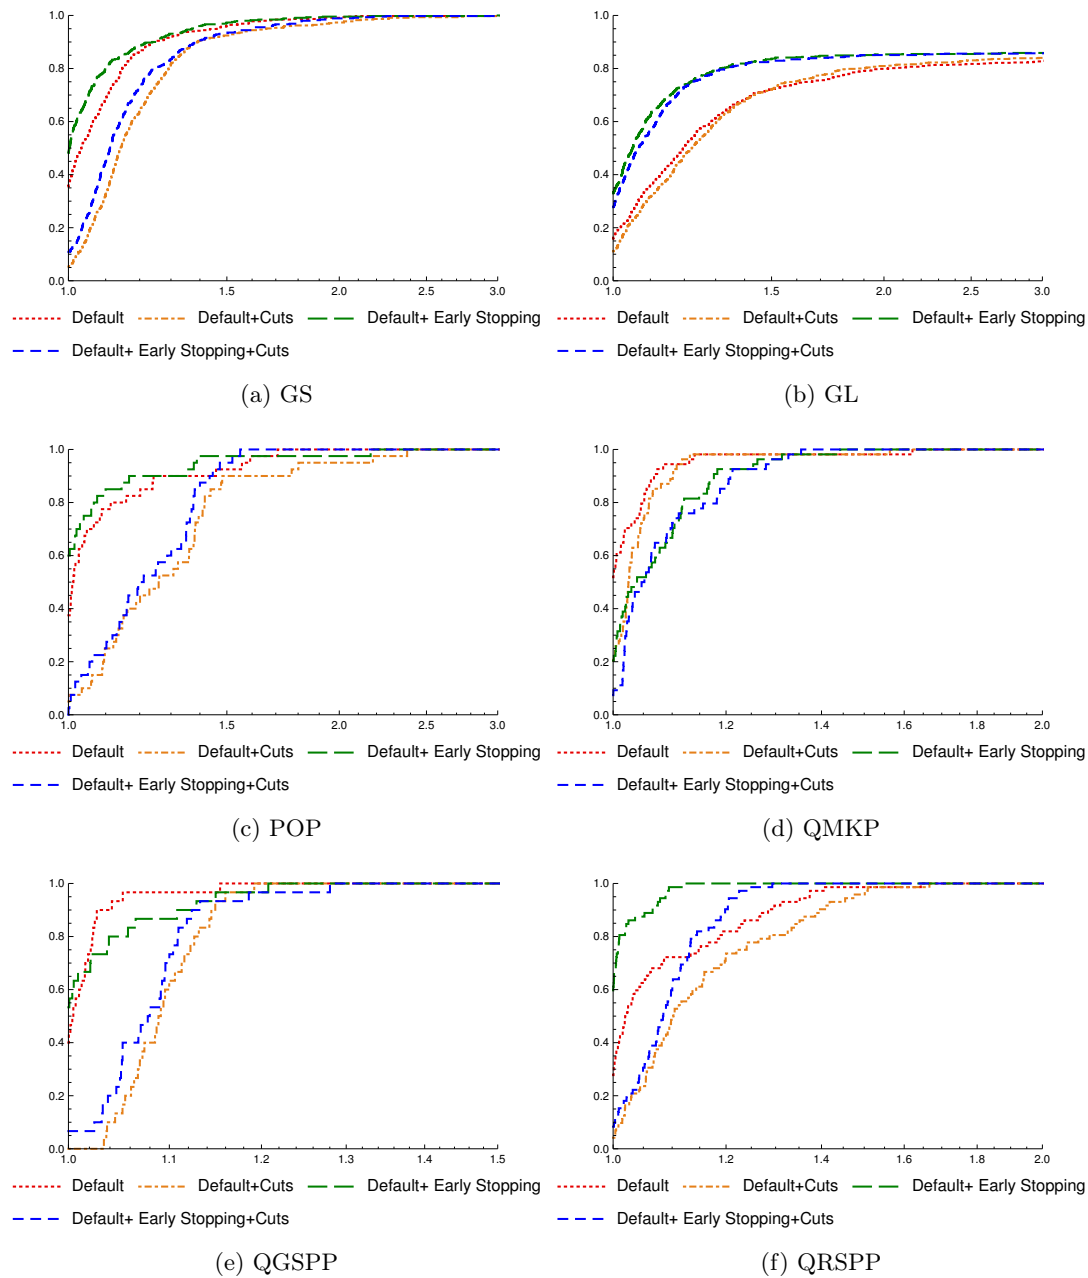 1.0
0.8
0.6
0.4
0.2
0.0
1.0 1.5 2.0 2.5 3.0
Default Default+Cuts Default+ Early Stopping
Default+ Early Stopping+Cuts
(a) GS
1.0
0.8
0.6
0.4
0.2
0.0
1.0 1.5 2.0 2.5 3.0
Default Default+Cuts Default+ Early Stopping
Default+ Early Stopping+Cuts
(b) GL
1.0
0.8
0.6
0.4
0.2
0.0
1.0 1.5 2.0 2.5 3.0
Default Default+Cuts Default+ Early Stopping
Default+ Early Stopping+Cuts
(c) POP
1.0
0.8
0.6
0.4
0.2
0.0
1.0 1.2 1.4 1.6 1.8 2.0
Default Default+Cuts Default+ Early Stopping
Default+ Early Stopping+Cuts
(d) QMKP
1.0
0.8
0.6
0.4
0.2
0.0
1.0 1.1 1.2 1.3 1.4 1.5
Default Default+Cuts Default+ Early Stopping
Default+ Early Stopping+Cuts
(e) QGSPP
1.0
0.8
0.6
0.4
0.2
0.0
1.0 1.2 1.4 1.6 1.8 2.0
Default Default+Cuts Default+ Early Stopping
Default+ Early Stopping+Cuts
(f) QRSPP